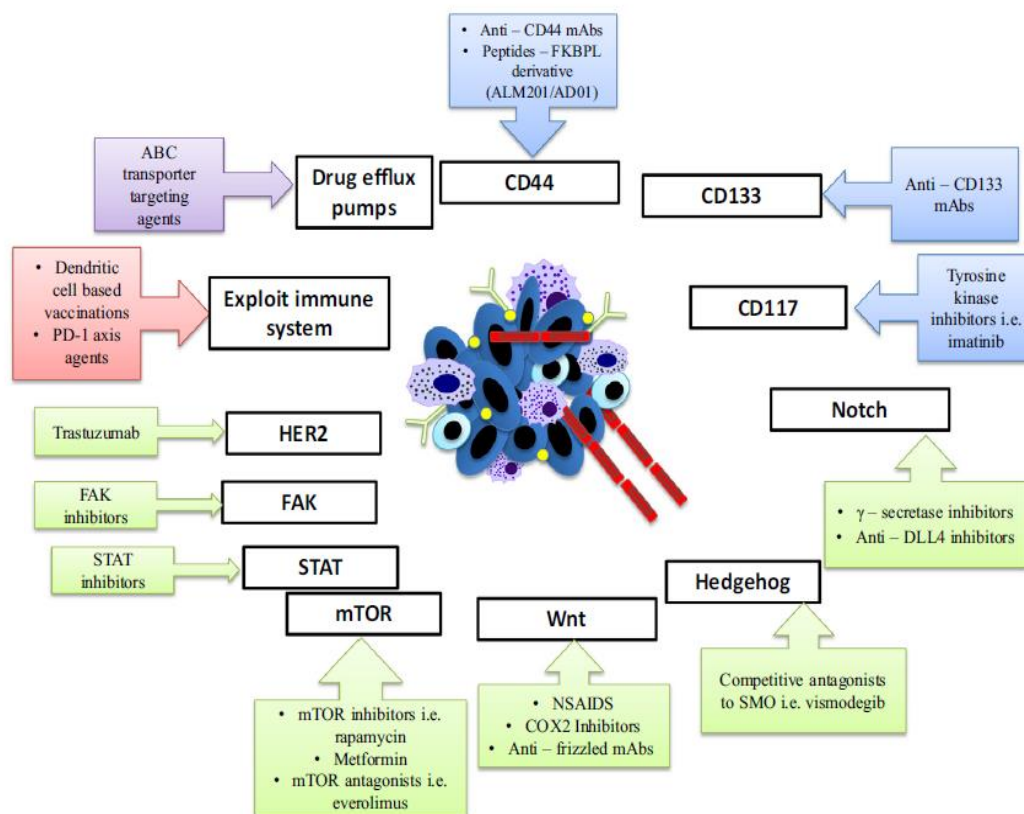 • Anti – CD44 mAbs
• Peptides – FKBPL
derivative
(ALM201/AD01)
ABC
transporter
targeting
agents
Drug efflux
pumps
CD44
CD133
Anti – CD133
mAbs
• Dendritic
cell based
vaccinations
• PD-1 axis
agents
Exploit immune
system
CD117
Tyrosine
kinase
inhibitors i.e.
imatinib
Trastuzumab
HER2
Notch
FAK
inhibitors
FAK
• γ – secretase inhibitors
• Anti – DLL4 inhibitors
STAT
inhibitors
STAT
mTOR
Wnt
Hedgehog
• mTOR inhibitors i.e.
rapamycin
• Metformin
• mTOR antagonists i.e.
everolimus
• NSAIDS
• COX2 Inhibitors
• Anti – frizzled mAbs
Competitive antagonists
to SMO i.e. vismodegib